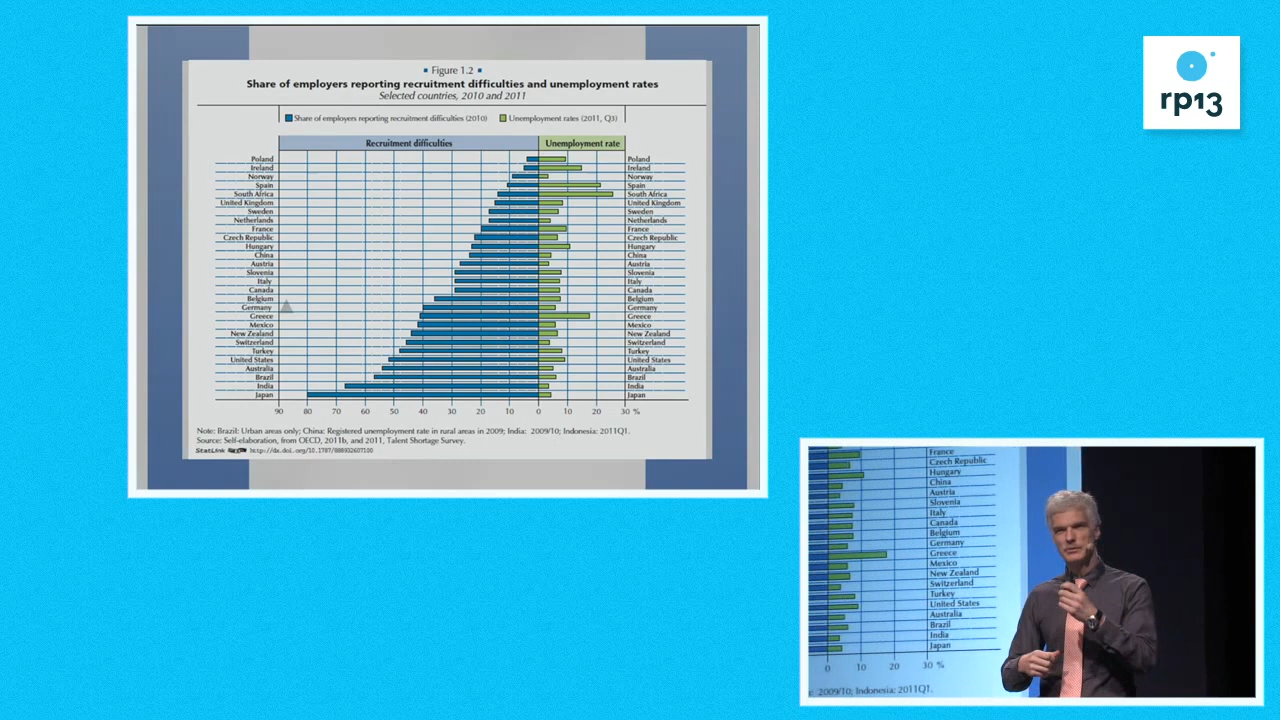 ▪ Figure 1.2 ▪
Share of employers reporting recruitment difficulties and unemployment rates
Selected countries, 2010 and 2011
Share of employers reporting recruitment difficulties (2010) Unemployment rates (2011, Q3)
Recruitment difficulties Unemployment rate
Poland Poland
Ireland Ireland
Norway Norway
Spain Spain
South Africa South Africa
United Kingdom United Kingdom
Sweden Sweden
Netherlands Netherlands
France France
Czech Republic Czech Republic
Hungary Hungary
China China
Austria Austria
Slovenia Slovenia
Italy Italy
Canada Canada
Belgium Belgium
Germany Germany
Greece Greece
Mexico Mexico
New Zealand New Zealand
Switzerland Switzerland
Turkey Turkey
United States United States
Australia Australia
Brazil Brazil
India India
Japan Japan
90 80 70 60 50 40 30 20 10 0 10 20 30 %
Note: Brazil: Urban areas only; China: Registered unemployment rate in rural areas in 2009; India: 2009/10; Indonesia: 2011Q1.
Source: Self-elaboration, from OECD, 2011b, and 2011, Talent Shortage Survey.
StatLink http://dx.doi.org/10.1787/888932607100
rp13
France
Czech Republic
Hungary
China
Austria
Slovenia
Italy
Canada
Belgium
Germany
Greece
Mexico
New Zealand
Switzerland
Turkey
United States
Australia
Brazil
India
Japan
0 10 20 30 %
: 2009/10; Indonesia: 2011Q1.